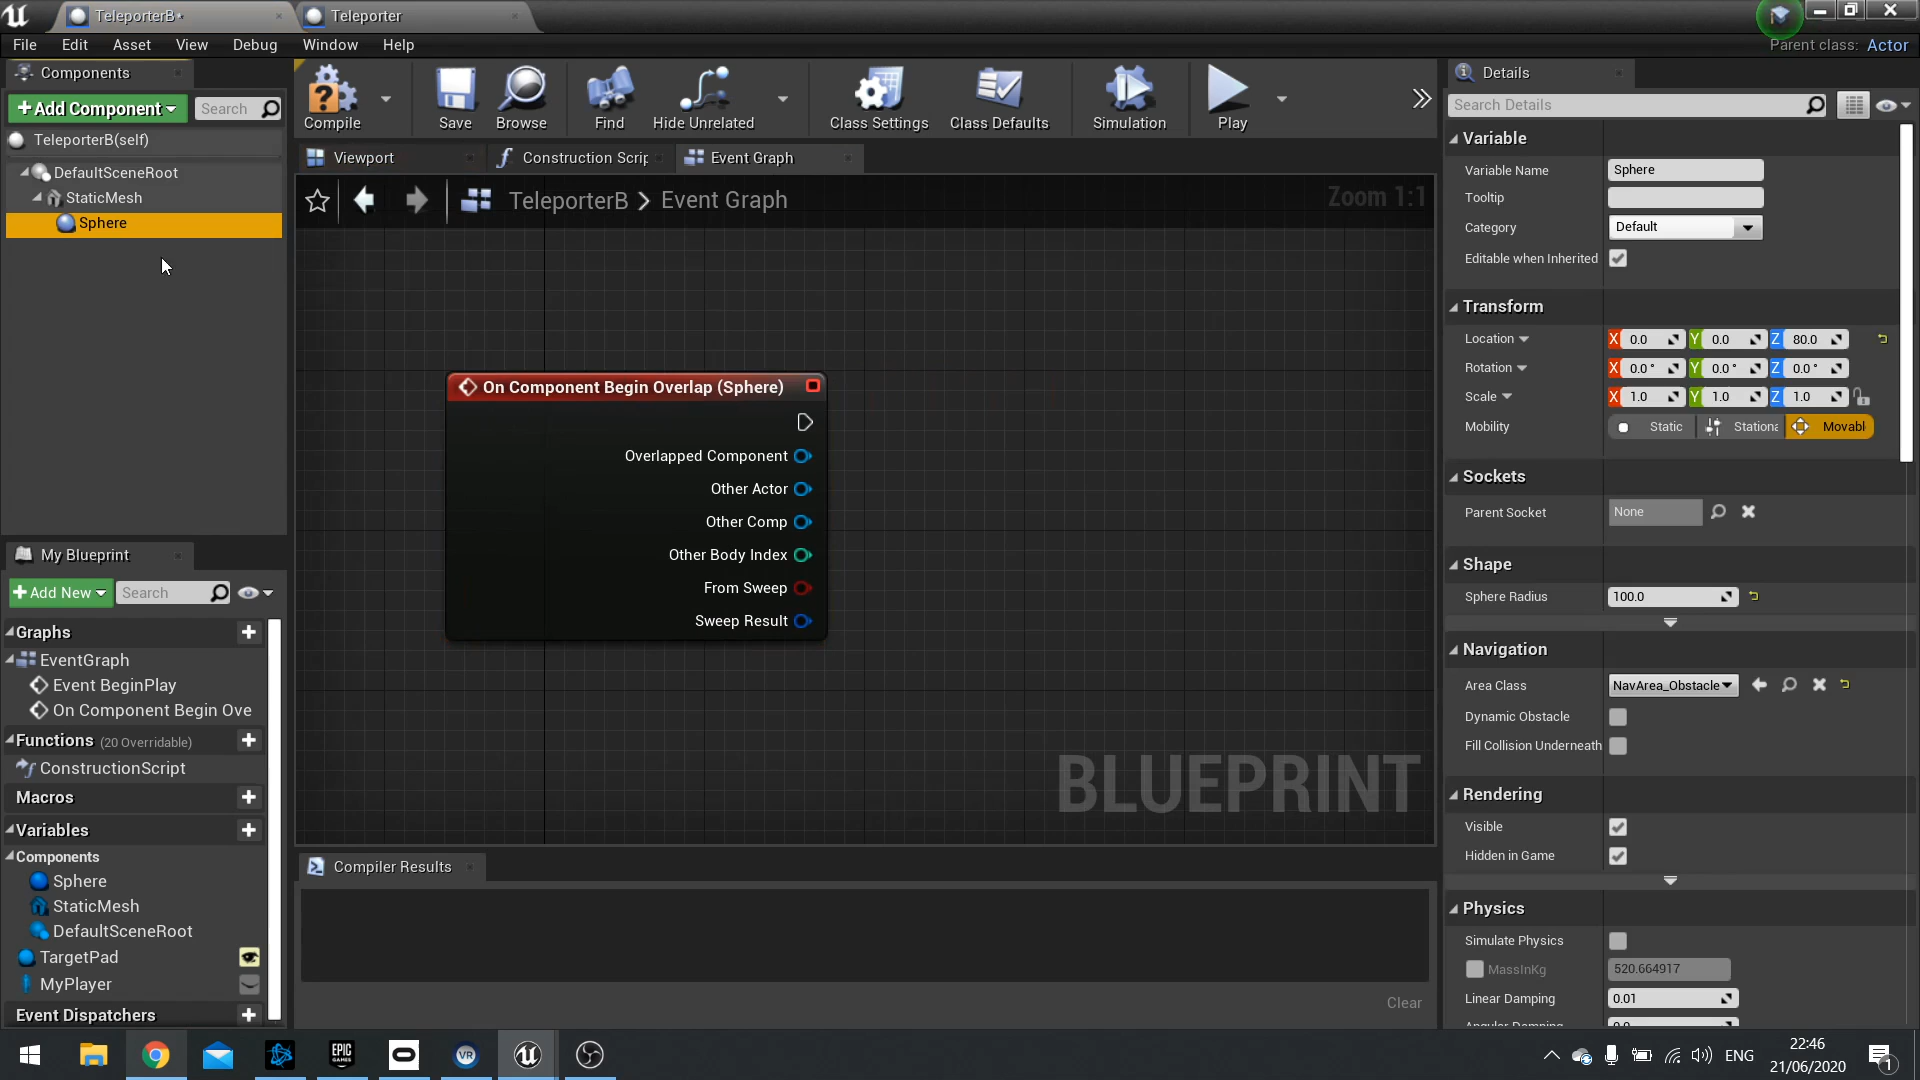 TeleporterB*
Teleporter
File Edit Asset View Debug Window Help
Parent class: Actor
Components
+Add Component
Search
TeleporterB(self)
DefaultSceneRoot
StaticMesh
Sphere
Compile
Save
Browse
Find
Hide Unrelated
Class Settings
Class Defaults
Simulation
Play
Viewport
Construction Scrip
Event Graph
TeleporterB > Event Graph
Zoom 1:1
On Component Begin Overlap (Sphere)
Overlapped Component
Other Actor
Other Comp
Other Body Index
From Sweep
Sweep Result
BLUEPRINT
Compiler Results
Clear
My Blueprint
+Add New
Search
Graphs
EventGraph
Event BeginPlay
On Component Begin Ove
Functions (20 Overridable)
ConstructionScript
Macros
Variables
Components
Sphere
StaticMesh
DefaultSceneRoot
TargetPad
MyPlayer
Event Dispatchers
Details
Search Details
Variable
Variable Name Sphere
Tooltip
Category Default
Editable when Inherited
Transform
Location X 0.0 Y 0.0 Z 80.0
Rotation X 0.0 ° Y 0.0 ° Z 0.0 °
Scale X 1.0 Y 1.0 Z 1.0
Mobility Static Stationa Movabl
Sockets
Parent Socket None
Shape
Sphere Radius 100.0
Navigation
Area Class NavArea_Obstacle
Dynamic Obstacle
Fill Collision Underneath
Rendering
Visible
Hidden in Game
Physics
Simulate Physics
MassInKg 520.664917
Linear Damping 0.01
Angular Damping 0.0
EPIC GAMES
VR
ENG
22:46
21/06/2020
1